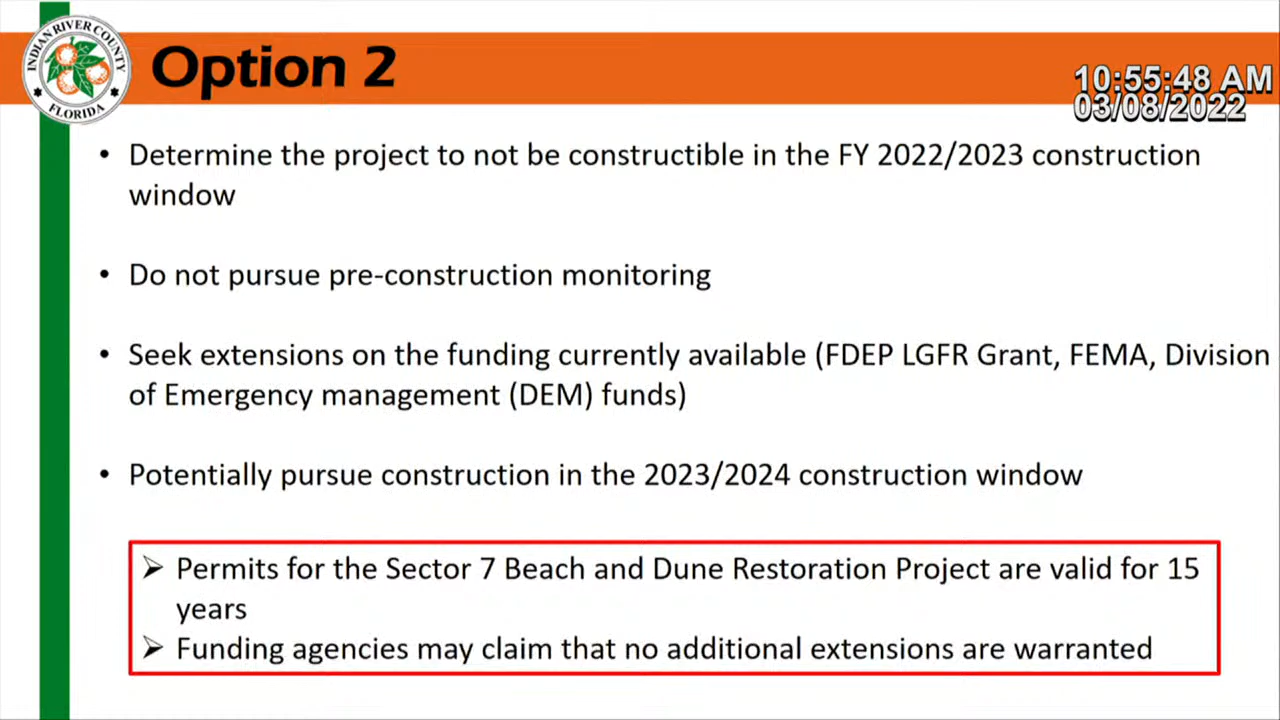 INDIAN RIVER COUNTY
FLORIDA
Option 2
10:55:48 AM
03/08/2022
• Determine the project to not be constructible in the FY 2022/2023 construction
window
• Do not pursue pre-construction monitoring
• Seek extensions on the funding currently available (FDEP LGFR Grant, FEMA, Division
of Emergency management (DEM) funds)
• Potentially pursue construction in the 2023/2024 construction window
➢ Permits for the Sector 7 Beach and Dune Restoration Project are valid for 15
years
➢ Funding agencies may claim that no additional extensions are warranted